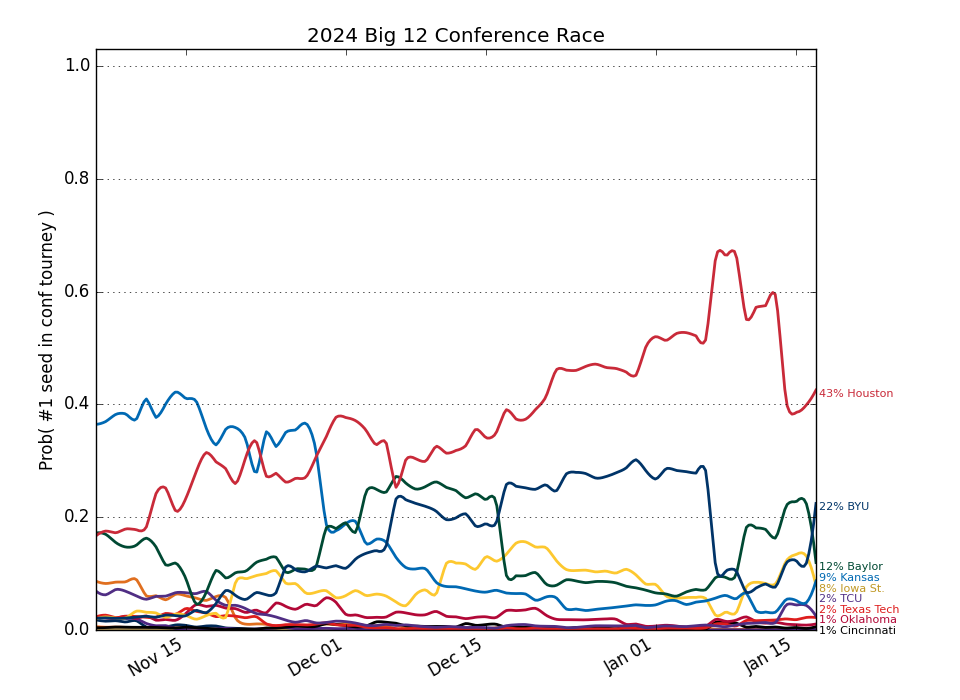 2024 Big 12 Conference Race
Prob( #1 seed in conf tourney )
1.0
0.8
0.6
0.4
0.2
0.0
Nov 15
Dec 01
Dec 15
Jan 01
Jan 15
43% Houston
22% BYU
12% Baylor
9% Kansas
8% Iowa St.
2% TCU
2% Texas Tech
1% Oklahoma
1% Cincinnati